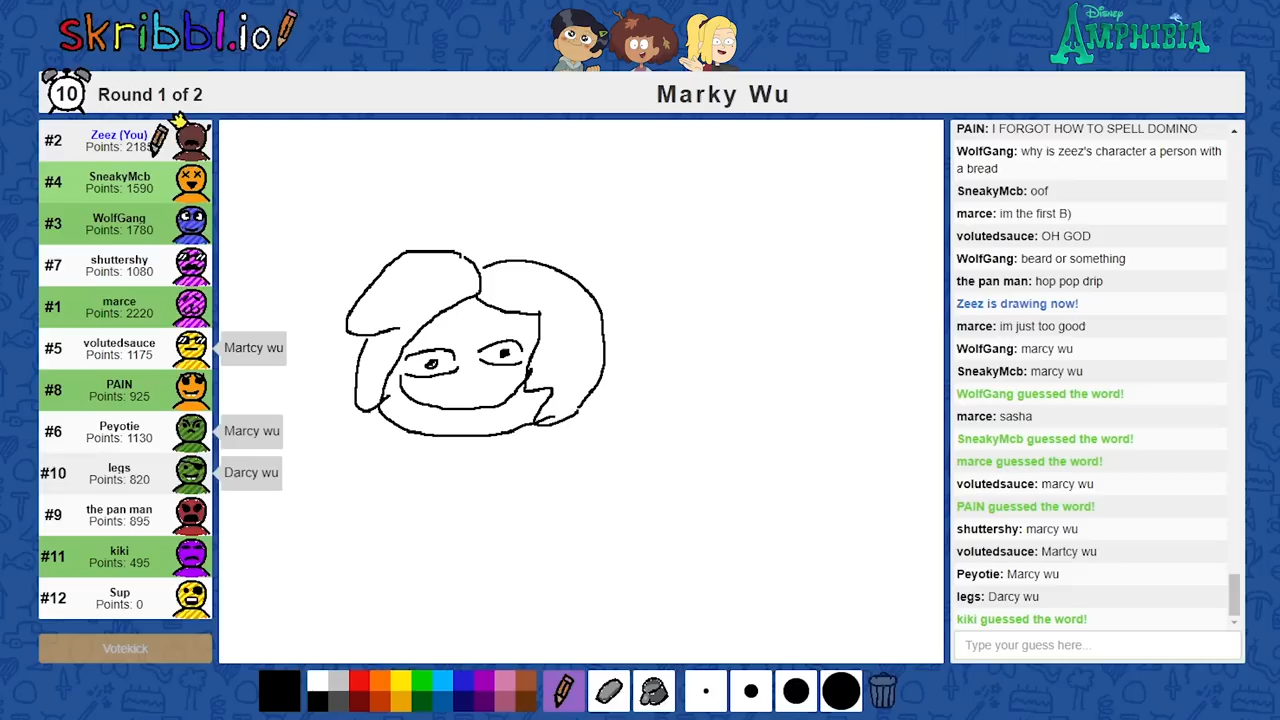 skribbl.io
Disney
AMPHIBIA
10
Round 1 of 2
Marky Wu
#2
Zeez (You)
Points: 2185
#4
SneakyMcb
Points: 1590
#3
WolfGang
Points: 1780
#7
shuttershy
Points: 1080
#1
marce
Points: 2220
#5
volutedsauce
Points: 1175
Martcy wu
#8
PAIN
Points: 925
#6
Peyotie
Points: 1130
Marcy wu
#10
legs
Points: 820
Darcy wu
#9
the pan man
Points: 895
#11
kiki
Points: 495
#12
Sup
Points: 0
Votekick
PAIN: I FORGOT HOW TO SPELL DOMINO
WolfGang: why is zeez's character a person with
a bread
SneakyMcb: oof
marce: im the first B)
volutedsauce: OH GOD
WolfGang: beard or something
the pan man: hop pop drip
Zeez is drawing now!
marce: im just too good
WolfGang: marcy wu
SneakyMcb: marcy wu
WolfGang guessed the word!
marce: sasha
SneakyMcb guessed the word!
marce guessed the word!
volutedsauce: marcy wu
PAIN guessed the word!
shuttershy: marcy wu
volutedsauce: Martcy wu
Peyotie: Marcy wu
legs: Darcy wu
kiki guessed the word!
Type your guess here...